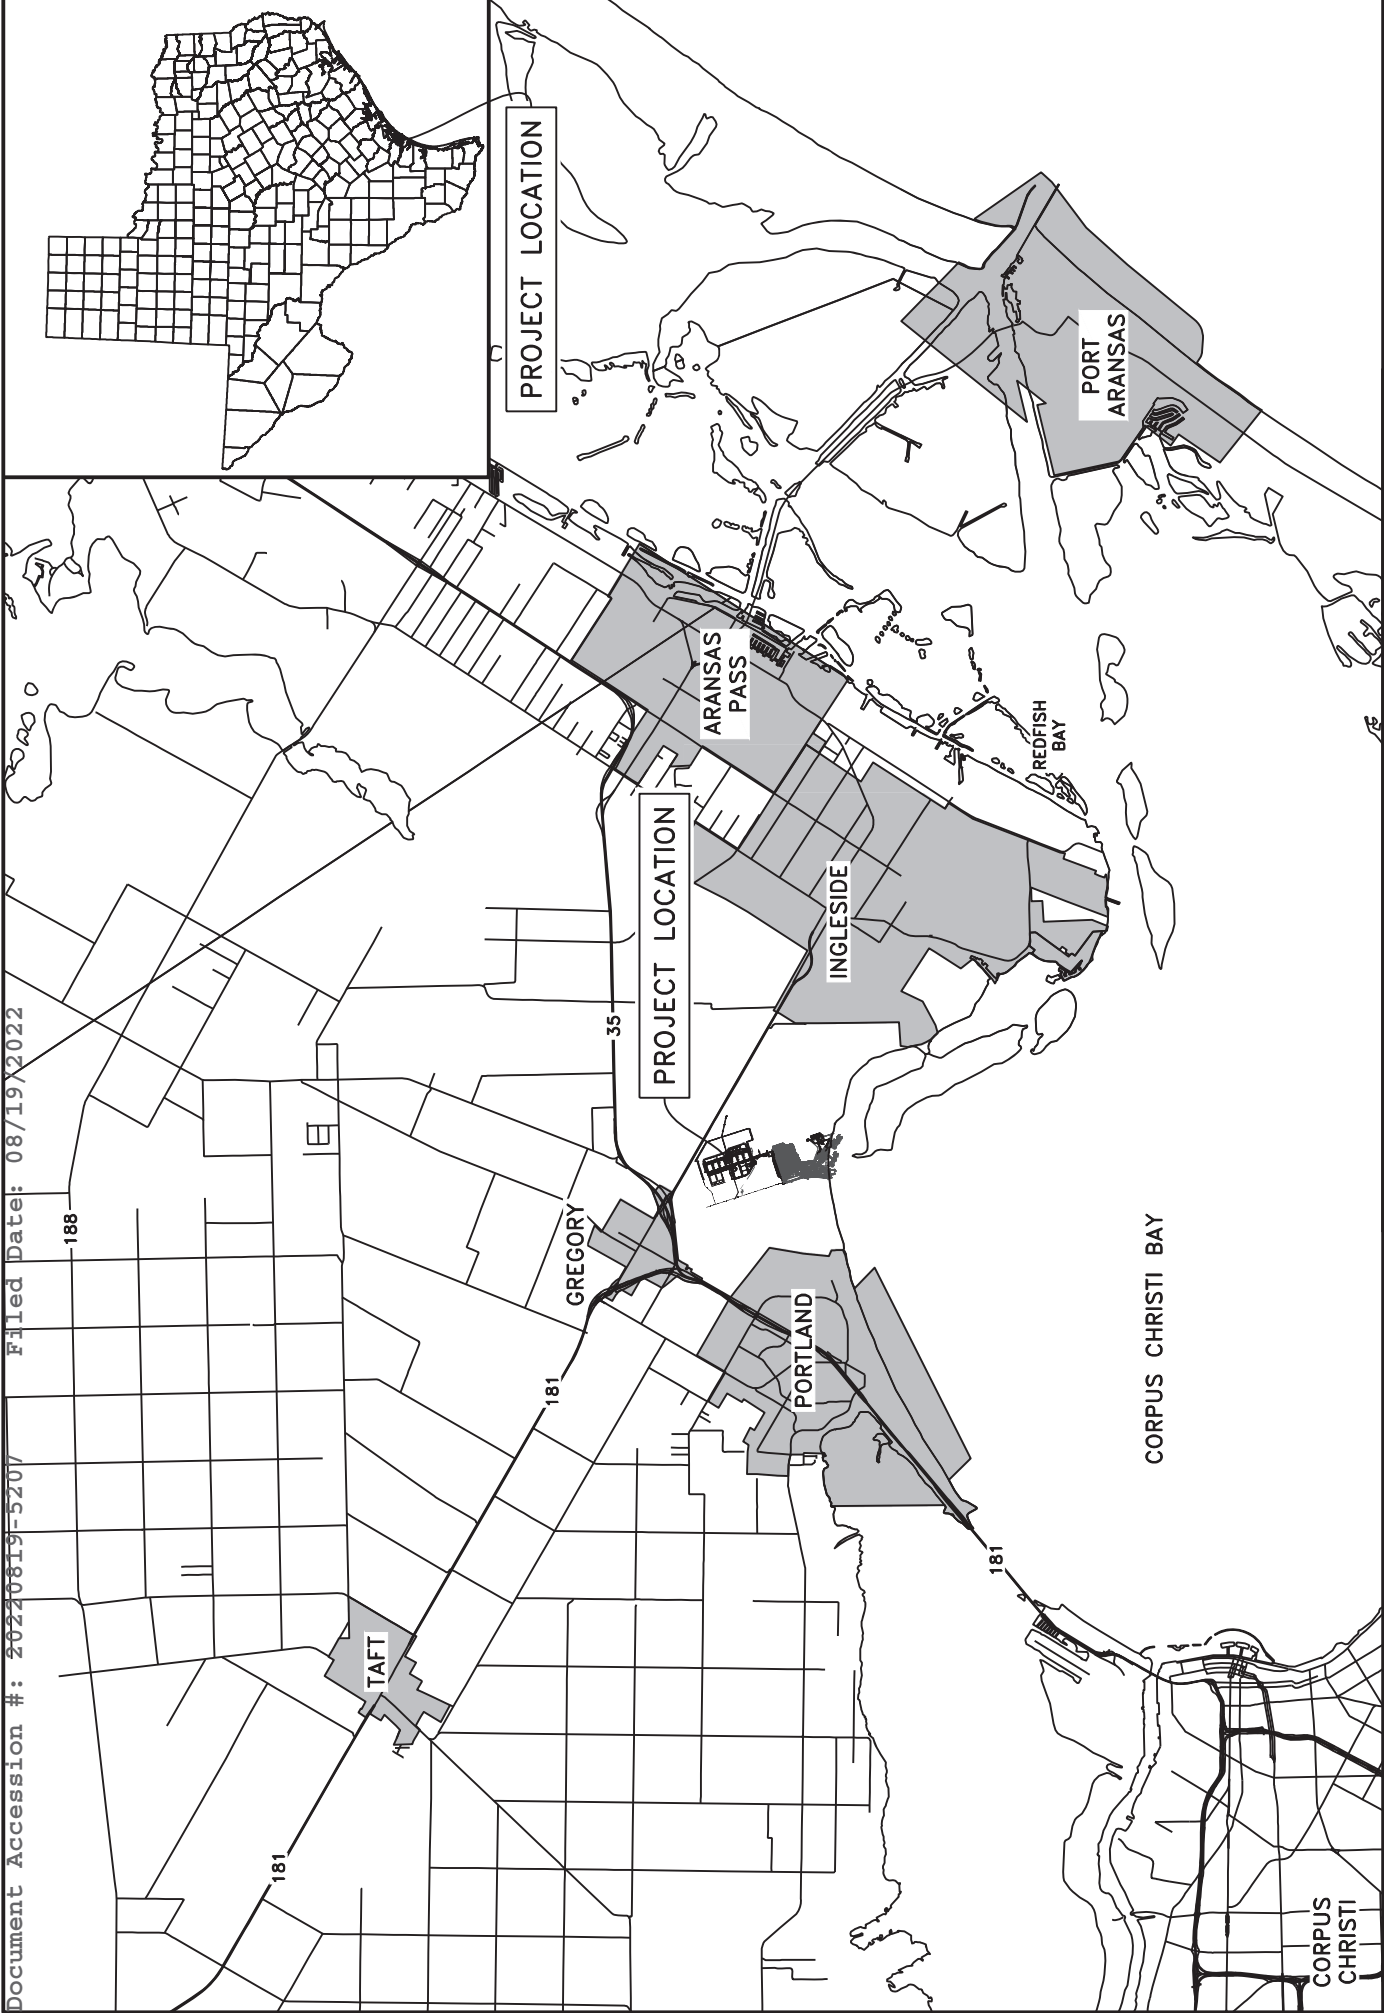 Document Accession #: 20220819-5207 Filed Date: 08/19/2022
PROJECT LOCATION
188
TAFT
181
181
GREGORY
35
PROJECT LOCATION
ARANSAS
PASS
PORT
ARANSAS
INGLESIDE
PORTLAND
REDFISH
BAY
181
CORPUS CHRISTI BAY
CORPUS
CHRISTI